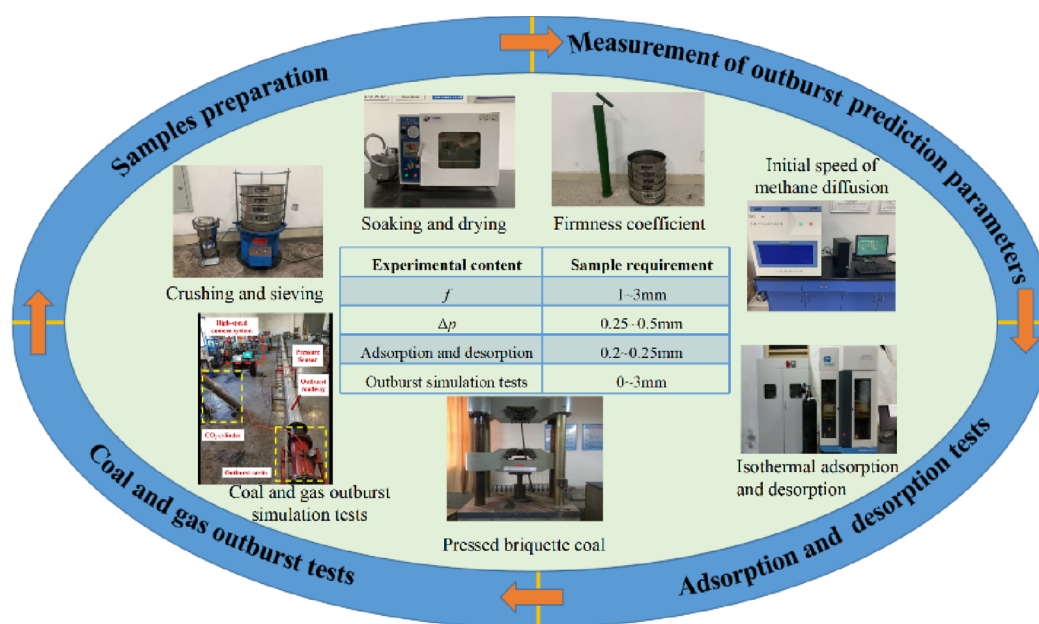 Samples preparation
Measurement of outburst prediction parameters
Soaking and drying
Firmness coefficient
Initial speed of
methane diffusion
Crushing and sieving
Experimental content Sample requirement
f 1~3mm
Δp 0.25~0.5mm
Adsorption and desorption 0.2~0.25mm
Outburst simulation tests 0~3mm
High-speed
camera system
Pressure
Sensor
Outburst
roadway
CO₂ cylinder
Outburst cavity
Coal and gas outburst
simulation tests
Pressed briquette coal
Isothermal adsorption
and desorption
Coal and gas outburst tests
Adsorption and desorption tests